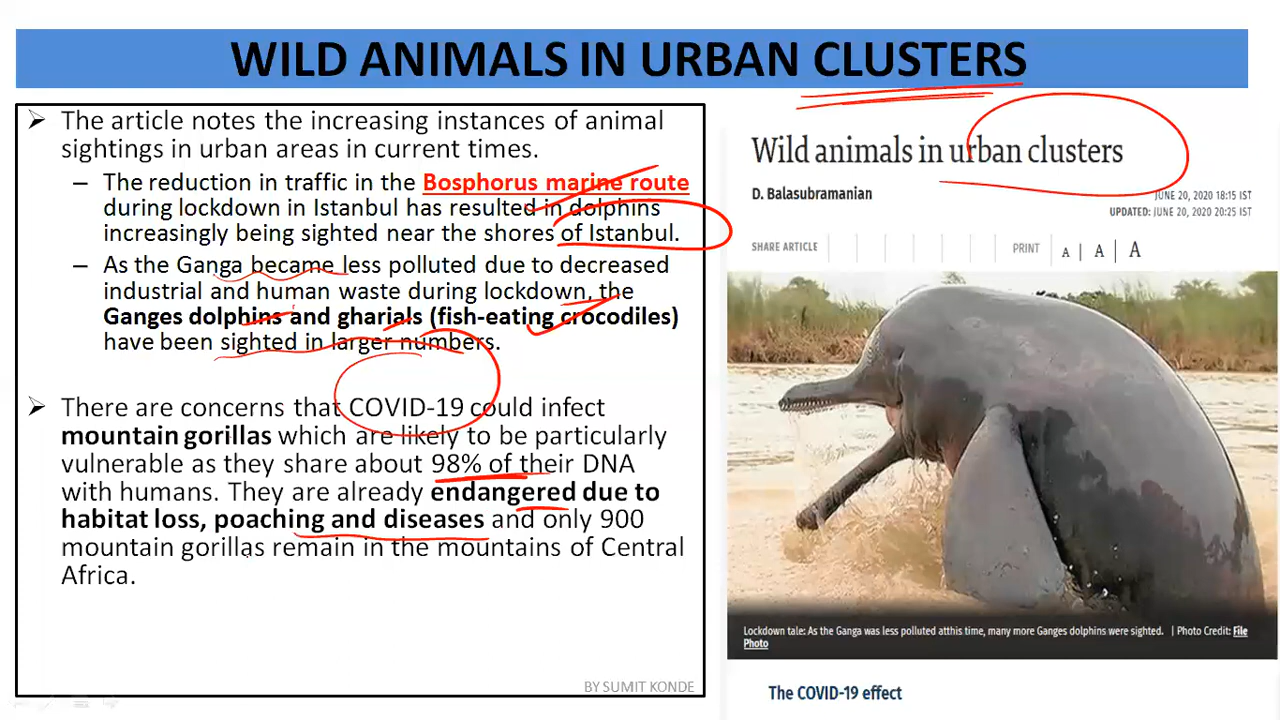 WILD ANIMALS IN URBAN CLUSTERS
The article notes the increasing instances of animal
sightings in urban areas in current times.
– The reduction in traffic in the Bosphorus marine route
during lockdown in Istanbul has resulted in dolphins
increasingly being sighted near the shores of Istanbul.
– As the Ganga became less polluted due to decreased
industrial and human waste during lockdown, the
Ganges dolphins and gharials (fish-eating crocodiles)
have been sighted in larger numbers.
There are concerns that COVID-19 could infect
mountain gorillas which are likely to be particularly
vulnerable as they share about 98% of their DNA
with humans. They are already endangered due to
habitat loss, poaching and diseases and only 900
mountain gorillas remain in the mountains of Central
Africa.
BY SUMIT KONDE
Wild animals in urban clusters
D. Balasubramanian
JUNE 20, 2020 18:15 IST
UPDATED: JUNE 20, 2020 20:25 IST
SHARE ARTICLE PRINT A A A
Lockdown tale: As the Ganga was less polluted atthis time, many more Ganges dolphins were sighted. | Photo Credit: File
Photo
The COVID-19 effect